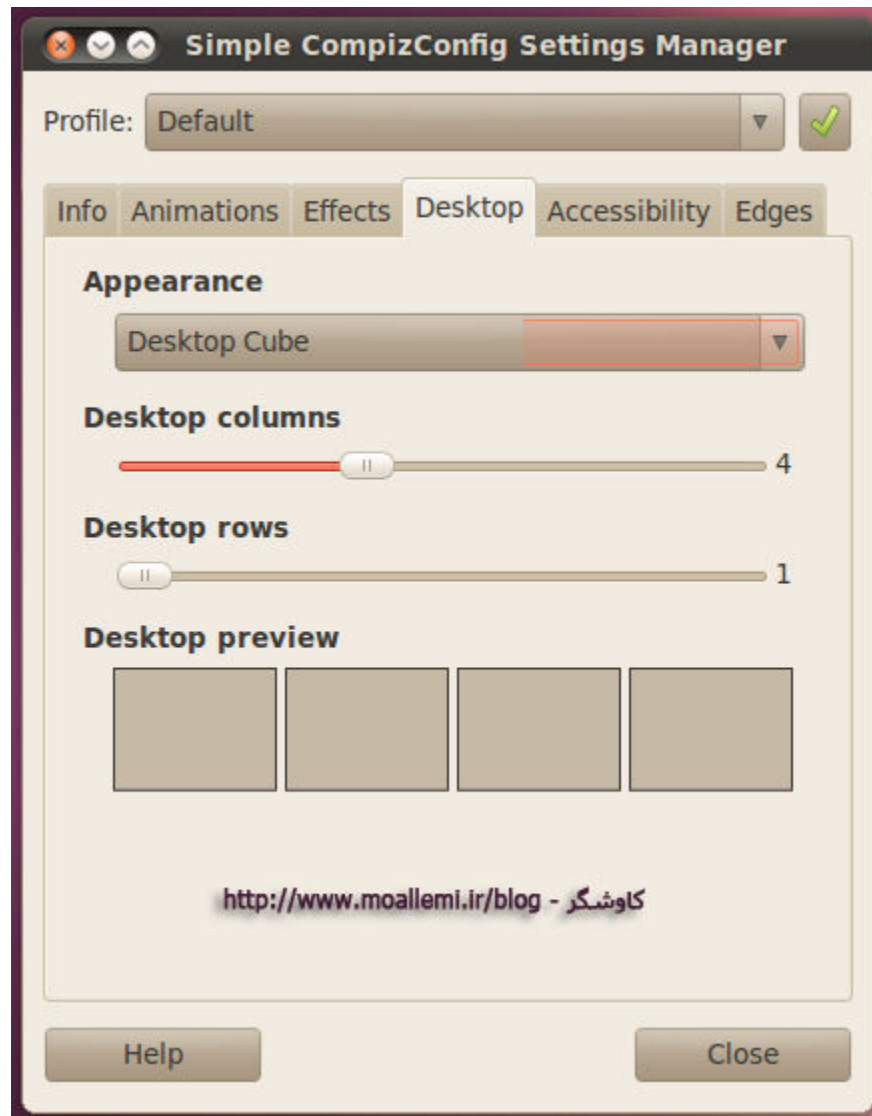 Simple CompizConfig Settings Manager
Profile: Default
Info Animations Effects Desktop Accessibility Edges
Appearance
Desktop Cube
Desktop columns
4
Desktop rows
1
Desktop preview
http://www.moallemi.ir/blog - کاوشگر
Help Close